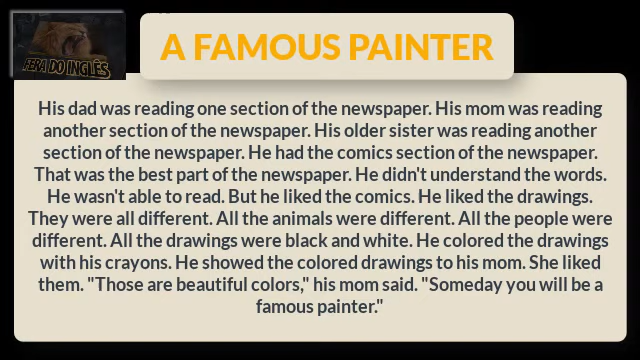 FERA DO INGLÊS
A FAMOUS PAINTER
His dad was reading one section of the newspaper. His mom was reading
another section of the newspaper. His older sister was reading another
section of the newspaper. He had the comics section of the newspaper.
That was the best part of the newspaper. He didn't understand the words.
He wasn't able to read. But he liked the comics. He liked the drawings.
They were all different. All the animals were different. All the people were
different. All the drawings were black and white. He colored the drawings
with his crayons. He showed the colored drawings to his mom. She liked
them. "Those are beautiful colors," his mom said. "Someday you will be a
famous painter."